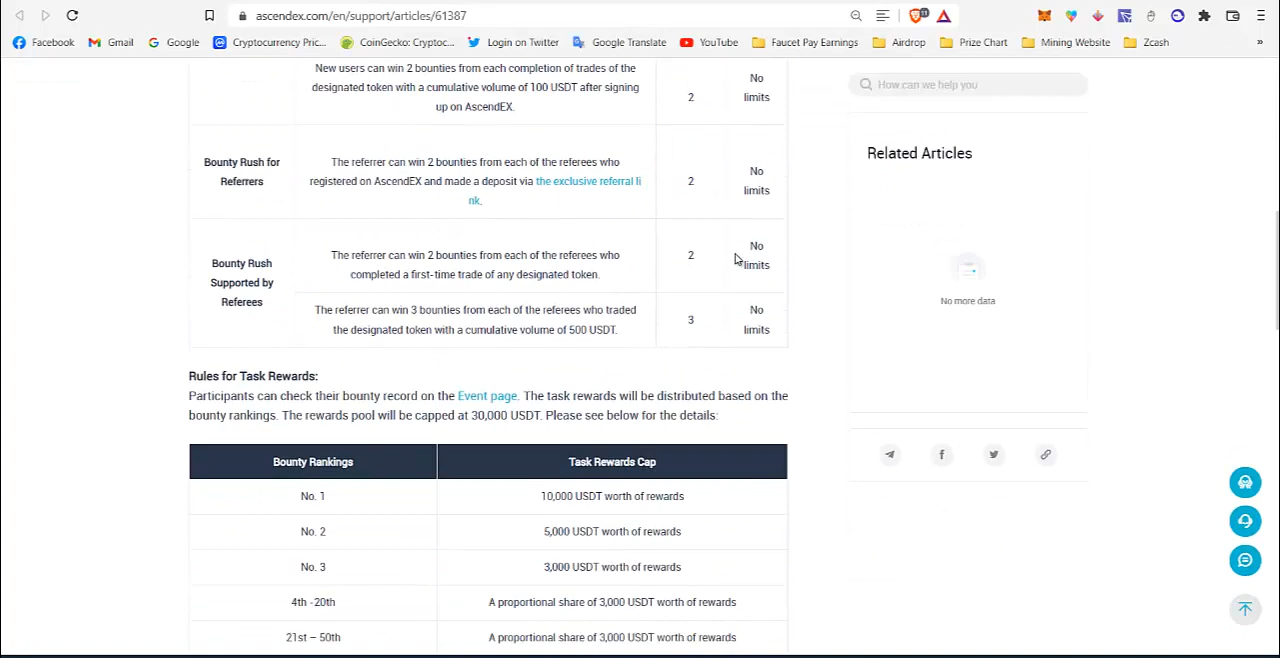 ascendex.com/en/support/articles/61387
11
Facebook
Gmail
Google
Cryptocurrency Pric...
CoinGecko: Cryptoc...
Login on Twitter
Google Translate
YouTube
Faucet Pay Earnings
Airdrop
Prize Chart
Mining Website
Zcash
»
New users can win 2 bounties from each completion of trades of the
designated token with a cumulative volume of 100 USDT after signing
up on AscendEX.
2
No
limits
Bounty Rush for
Referrers
The referrer can win 2 bounties from each of the referees who
registered on AscendEX and made a deposit via the exclusive referral li
nk.
2
No
limits
Bounty Rush
Supported by
Referees
The referrer can win 2 bounties from each of the referees who
completed a first-time trade of any designated token.
2
No
limits
The referrer can win 3 bounties from each of the referees who traded
the designated token with a cumulative volume of 500 USDT.
3
No
limits
Rules for Task Rewards:
Participants can check their bounty record on the Event page. The task rewards will be distributed based on the
bounty rankings. The rewards pool will be capped at 30,000 USDT. Please see below for the details:
Bounty Rankings
Task Rewards Cap
No. 1
10,000 USDT worth of rewards
No. 2
5,000 USDT worth of rewards
No. 3
3,000 USDT worth of rewards
4th -20th
A proportional share of 3,000 USDT worth of rewards
21st – 50th
A proportional share of 3,000 USDT worth of rewards
How can we help you
Related Articles
No more data